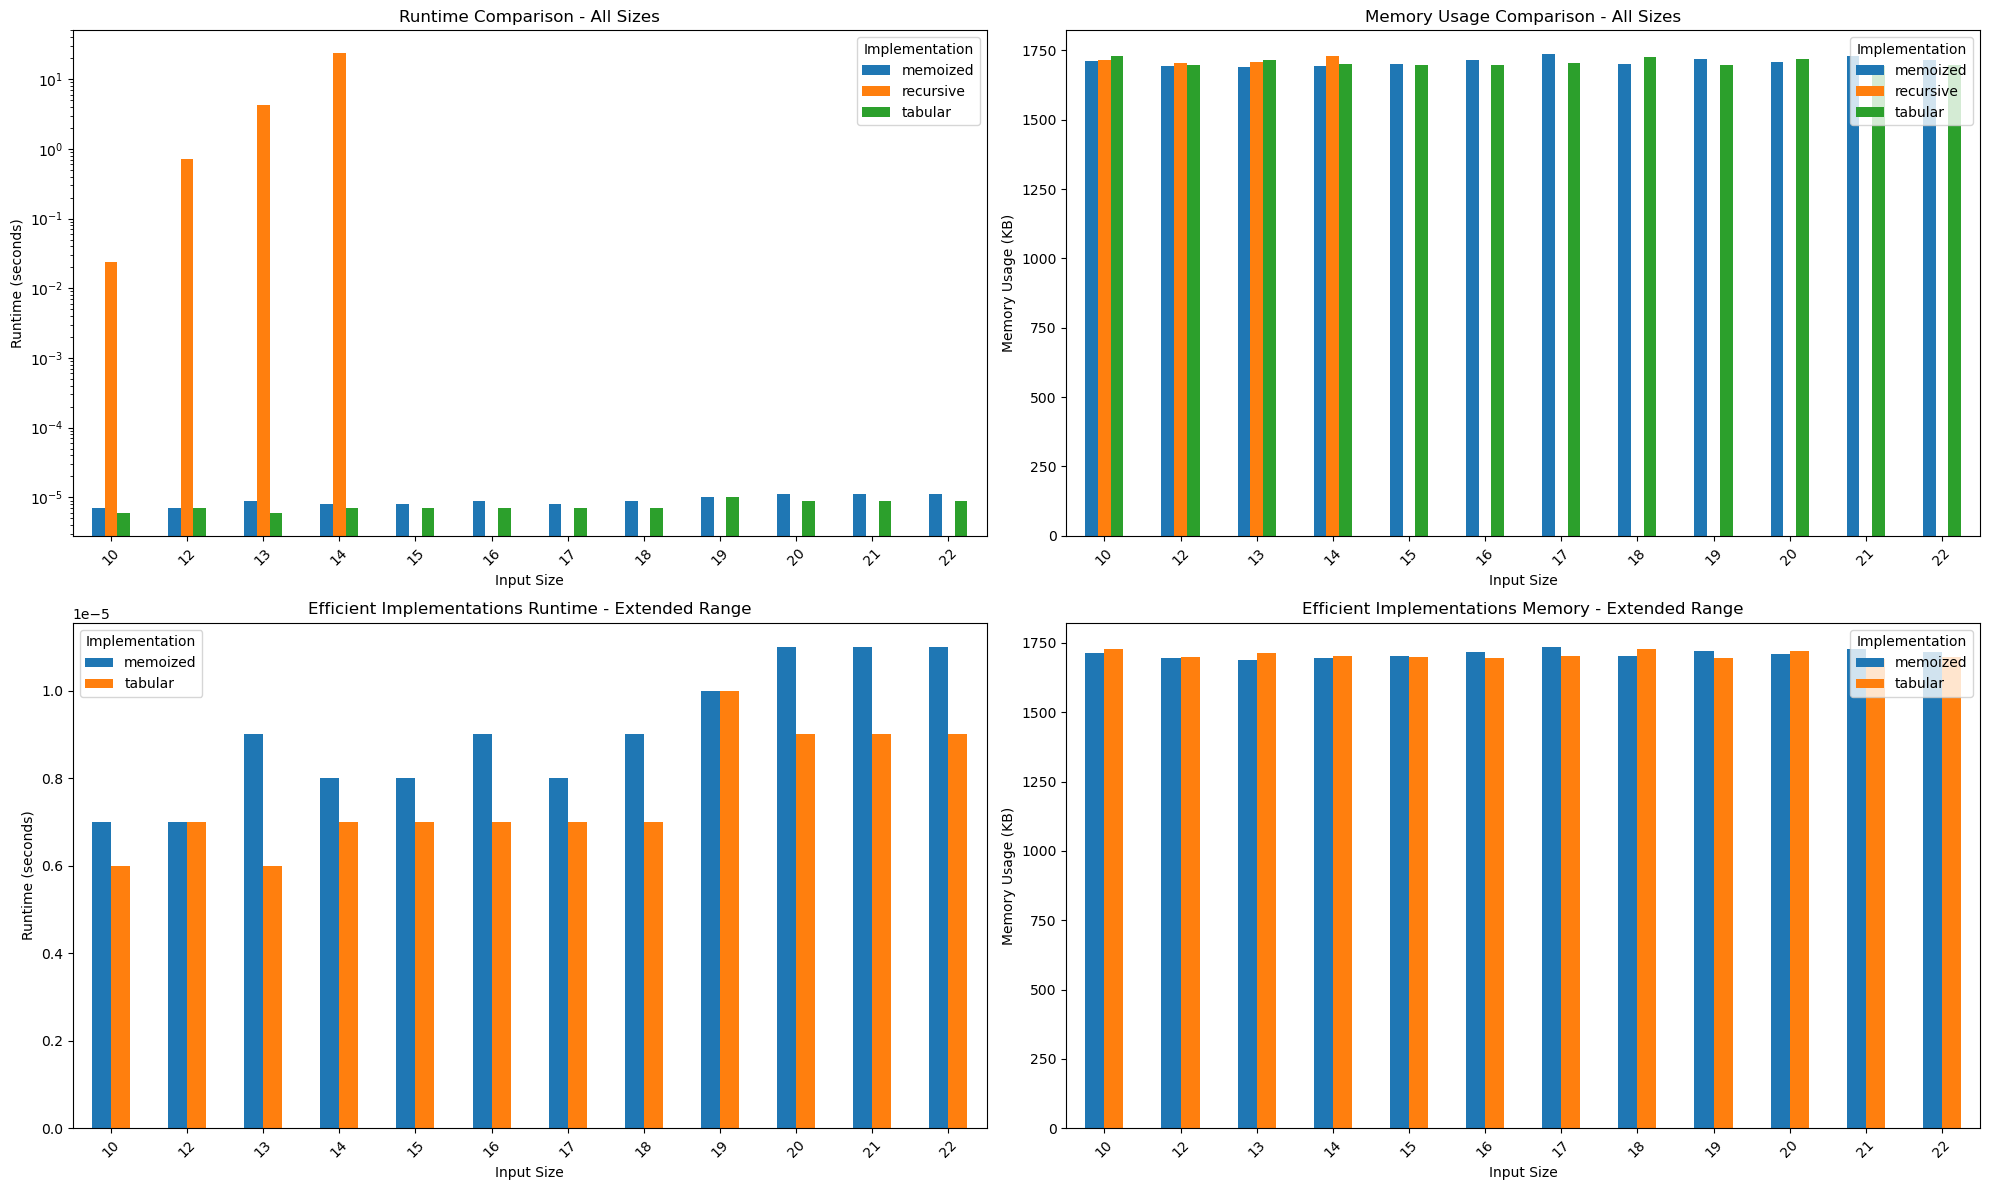 Runtime Comparison - All Sizes
Runtime (seconds)
10¹
10⁰
10⁻¹
10⁻²
10⁻³
10⁻⁴
10⁻⁵
Implementation
memoized
recursive
tabular
10 12 13 14 15 16 17 18 19 20 21 22
Input Size
Memory Usage Comparison - All Sizes
Memory Usage (KB)
1750
1500
1250
1000
750
500
250
0
Implementation
memoized
recursive
tabular
10 12 13 14 15 16 17 18 19 20 21 22
Input Size
Efficient Implementations Runtime - Extended Range
1e−5
Runtime (seconds)
1.0
0.8
0.6
0.4
0.2
0.0
Implementation
memoized
tabular
10 12 13 14 15 16 17 18 19 20 21 22
Input Size
Efficient Implementations Memory - Extended Range
Memory Usage (KB)
1750
1500
1250
1000
750
500
250
0
Implementation
memoized
tabular
10 12 13 14 15 16 17 18 19 20 21 22
Input Size